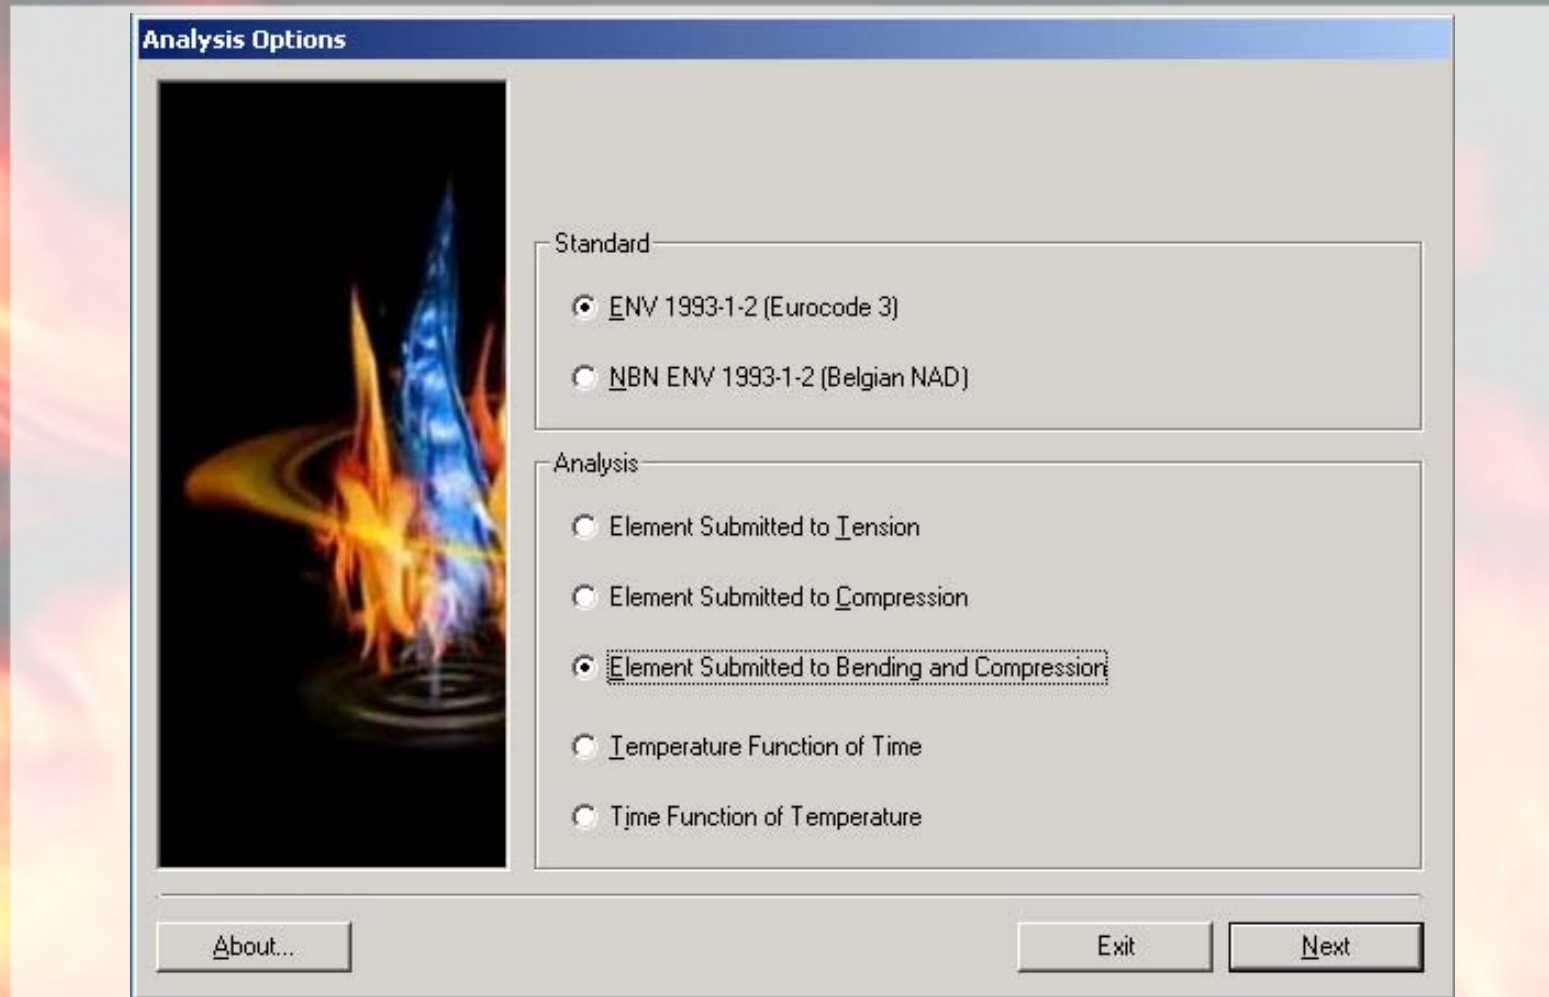 Analysis Options
Standard
ENV 1993-1-2 (Eurocode 3)
NBN ENV 1993-1-2 (Belgian NAD)
Analysis
Element Submitted to Tension
Element Submitted to Compression
Element Submitted to Bending and Compression
Temperature Function of Time
Time Function of Temperature
About...
Exit
Next